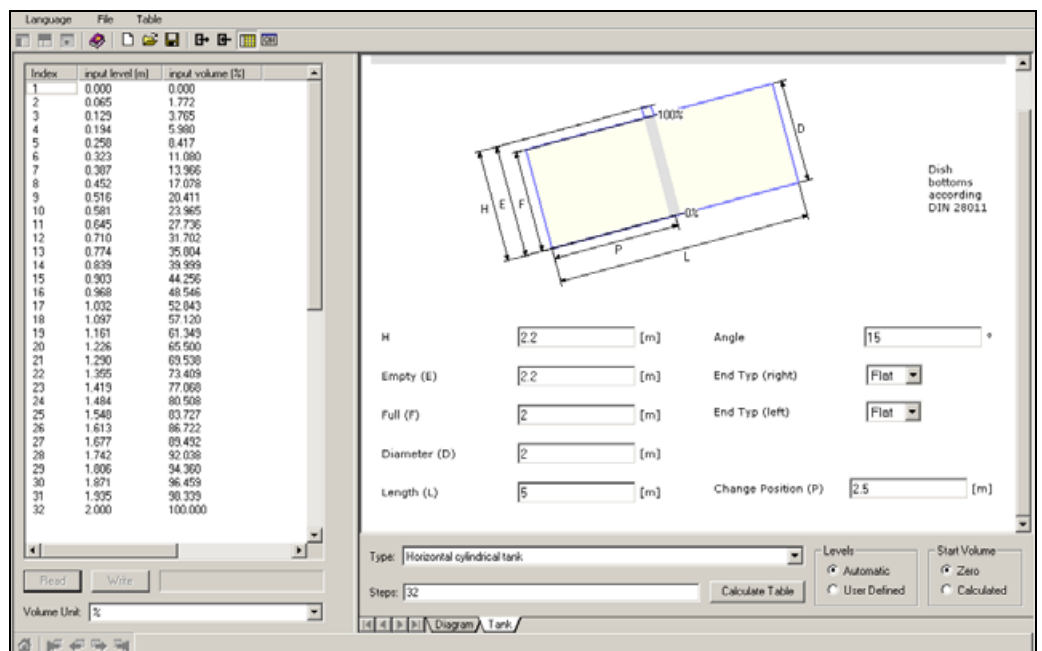 Language File Table
Index input level (m) input volume (%)
1 0.000 0.000
2 0.065 1.772
3 0.129 3.765
4 0.194 5.980
5 0.258 8.417
6 0.323 11.080
7 0.387 13.966
8 0.452 17.078
9 0.516 20.411
10 0.581 23.965
11 0.645 27.736
12 0.710 31.702
13 0.774 35.804
14 0.839 39.999
15 0.903 44.256
16 0.968 48.546
17 1.032 52.843
18 1.097 57.120
19 1.161 61.349
20 1.226 65.500
21 1.290 69.538
22 1.355 73.409
23 1.419 77.068
24 1.484 80.508
25 1.548 83.727
26 1.613 86.722
27 1.677 89.492
28 1.742 92.038
29 1.806 94.360
30 1.871 96.459
31 1.935 98.339
32 2.000 100.000
Read Write
Volume Unit: %
100%
D
H E F
0%
P
L
Dish
bottoms
according
DIN 28011
H 2.2 [m] Angle 15 °
Empty (E) 2.2 [m] End Typ (right) Flat
Full (F) 2 [m] End Typ (left) Flat
Diameter (D) 2 [m]
Length (L) 5 [m] Change Position (P) 2.5 [m]
Type: Horizontal cylindrical tank
Steps: 32 Calculate Table
Levels
Automatic
User Defined
Start Volume
Zero
Calculated
Diagram Tank